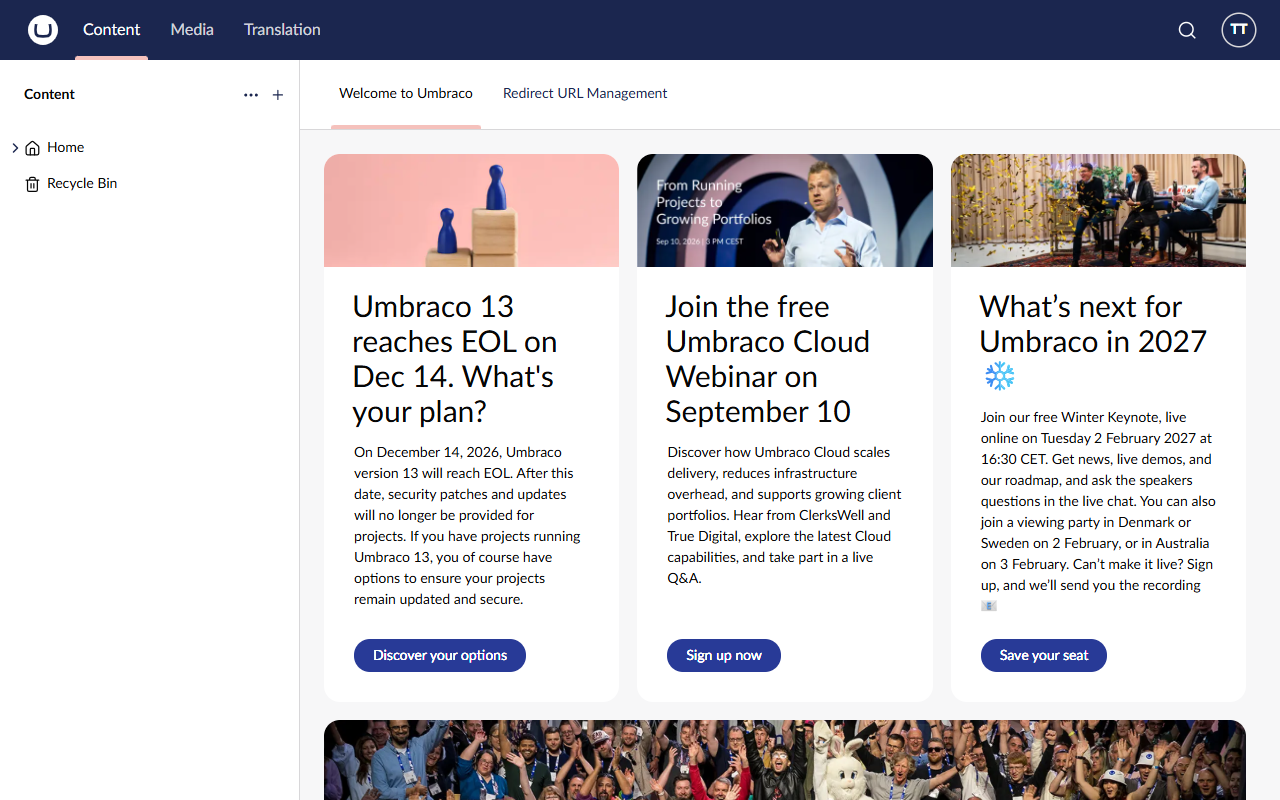 Content
Media
Translation
TT
Content
Home
Recycle Bin
Welcome to Umbraco
Redirect URL Management
Umbraco 13
reaches EOL on
Dec 14. What's
your plan?
On December 14, 2026, Umbraco
version 13 will reach EOL. After this
date, security patches and updates
will no longer be provided for
projects. If you have projects running
Umbraco 13, you of course have
options to ensure your projects
remain updated and secure.
Discover your options
From Running
Projects to
Growing Portfolios
Sep 10, 2026 | 3 PM CEST
Join the free
Umbraco Cloud
Webinar on
September 10
Discover how Umbraco Cloud scales
delivery, reduces infrastructure
overhead, and supports growing client
portfolios. Hear from ClerksWell and
True Digital, explore the latest Cloud
capabilities, and take part in a live
Q&A.
Sign up now
What’s next for
Umbraco in 2027
❄️
Join our free Winter Keynote, live
online on Tuesday 2 February 2027 at
16:30 CET. Get news, live demos, and
our roadmap, and ask the speakers
questions in the live chat. You can also
join a viewing party in Denmark or
Sweden on 2 February, or in Australia
on 3 February. Can’t make it live? Sign
up, and we’ll send you the recording
Save your seat